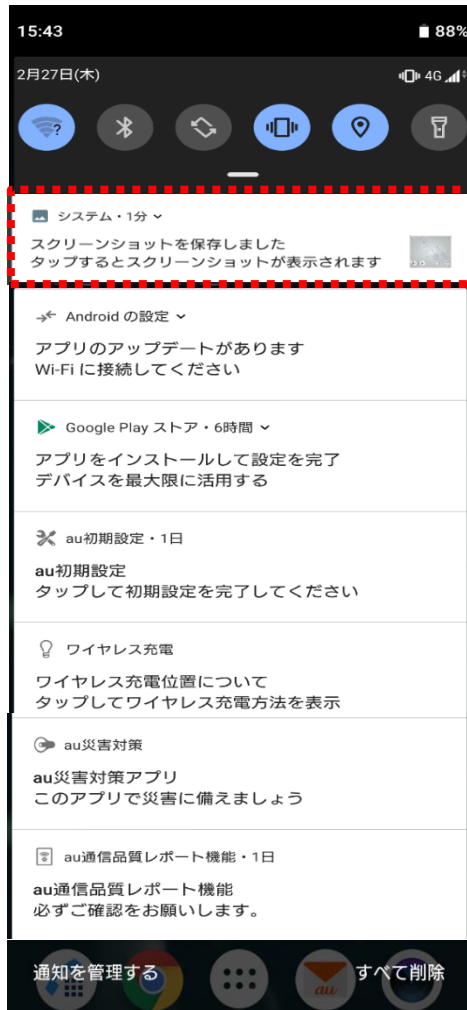 15:43 88%
2月27日(木) 4G
?
システム・1分
スクリーンショットを保存しました
タップするとスクリーンショットが表示されます
Android の設定
アプリのアップデートがあります
Wi-Fi に接続してください
Google Play ストア・6時間
アプリをインストールして設定を完了
デバイスを最大限に活用する
au初期設定・1日
au初期設定
タップして初期設定を完了してください
ワイヤレス充電
ワイヤレス充電位置について
タップしてワイヤレス充電方法を表示
au災害対策
au災害対策アプリ
このアプリで災害に備えましょう
au通信品質レポート機能・1日
au通信品質レポート機能
必ずご確認をお願いします。
通知を管理する すべて削除
au